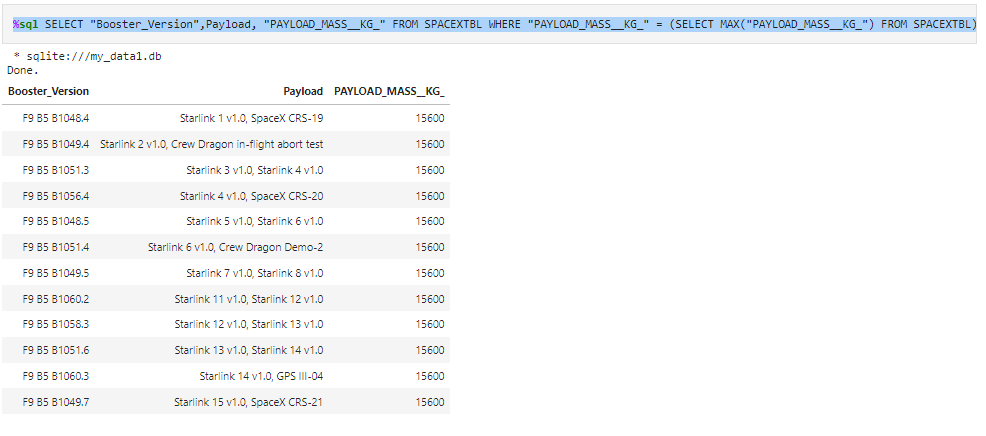 %sql SELECT "Booster_Version",Payload, "PAYLOAD_MASS__KG_" FROM SPACEXTBL WHERE "PAYLOAD_MASS__KG_" = (SELECT MAX("PAYLOAD_MASS__KG_") FROM SPACEXTBL)
* sqlite:///my_data1.db
Done.
Booster_Version Payload PAYLOAD_MASS__KG_
F9 B5 B1048.4 Starlink 1 v1.0, SpaceX CRS-19 15600
F9 B5 B1049.4 Starlink 2 v1.0, Crew Dragon in-flight abort test 15600
F9 B5 B1051.3 Starlink 3 v1.0, Starlink 4 v1.0 15600
F9 B5 B1056.4 Starlink 4 v1.0, SpaceX CRS-20 15600
F9 B5 B1048.5 Starlink 5 v1.0, Starlink 6 v1.0 15600
F9 B5 B1051.4 Starlink 6 v1.0, Crew Dragon Demo-2 15600
F9 B5 B1049.5 Starlink 7 v1.0, Starlink 8 v1.0 15600
F9 B5 B1060.2 Starlink 11 v1.0, Starlink 12 v1.0 15600
F9 B5 B1058.3 Starlink 12 v1.0, Starlink 13 v1.0 15600
F9 B5 B1051.6 Starlink 13 v1.0, Starlink 14 v1.0 15600
F9 B5 B1060.3 Starlink 14 v1.0, GPS III-04 15600
F9 B5 B1049.7 Starlink 15 v1.0, SpaceX CRS-21 15600